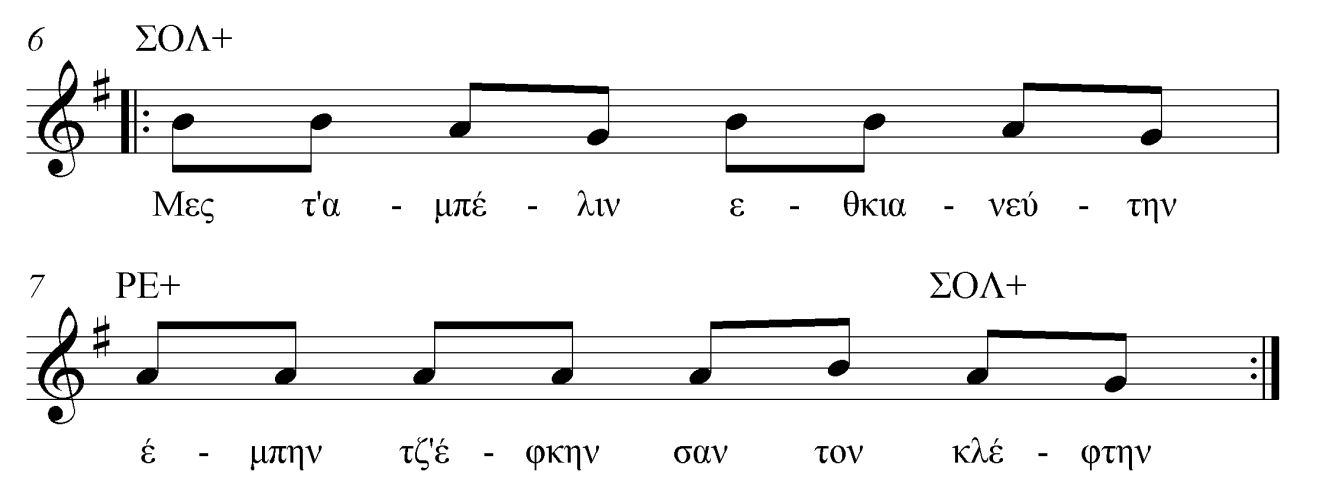 6 ΣΟΛ+
Μες τ'α - μπέ - λιν ε - θκια - νεύ - την
7 ΡΕ+ ΣΟΛ+
έ - μπην τζ'έ - φκην σαν τον κλέ - φτην